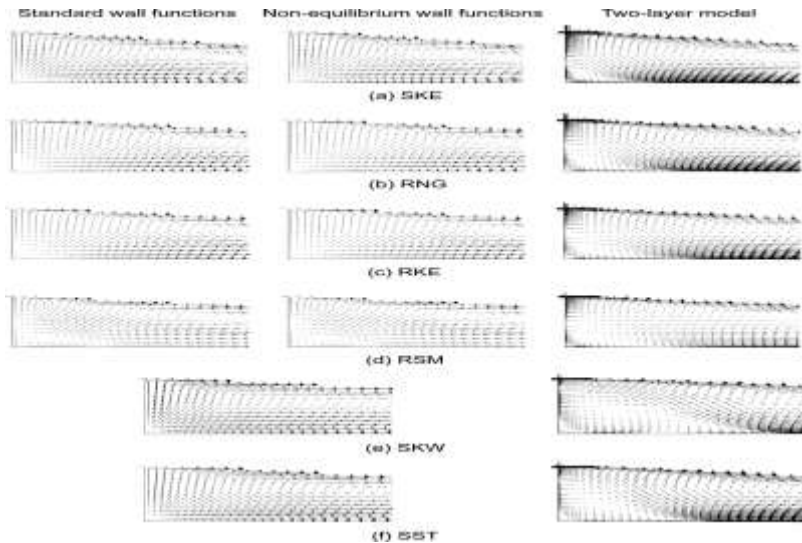 Standard wall functions
Non-equilibrium wall functions
Two-layer model
(a) SKE
(b) RNG
(c) RKE
(d) RSM
(e) SKW
(f) SST